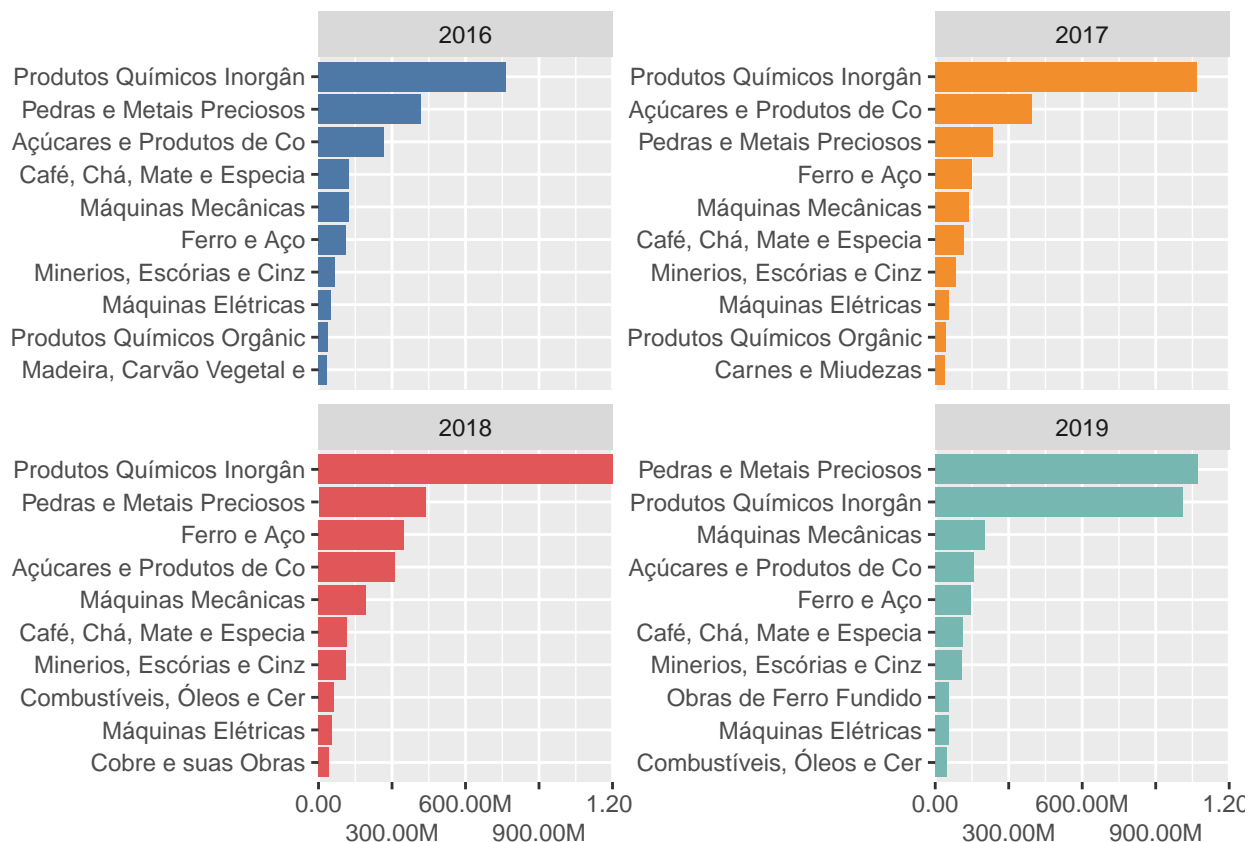 2016
Produtos Químicos Inorgân
Pedras e Metais Preciosos
Açúcares e Produtos de Co
Café, Chá, Mate e Especia
Máquinas Mecânicas
Ferro e Aço
Minerios, Escórias e Cinz
Máquinas Elétricas
Produtos Químicos Orgânic
Madeira, Carvão Vegetal e
2017
Produtos Químicos Inorgân
Açúcares e Produtos de Co
Pedras e Metais Preciosos
Ferro e Aço
Máquinas Mecânicas
Café, Chá, Mate e Especia
Minerios, Escórias e Cinz
Máquinas Elétricas
Produtos Químicos Orgânic
Carnes e Miudezas
2018
Produtos Químicos Inorgân
Pedras e Metais Preciosos
Ferro e Aço
Açúcares e Produtos de Co
Máquinas Mecânicas
Café, Chá, Mate e Especia
Minerios, Escórias e Cinz
Combustíveis, Óleos e Cer
Máquinas Elétricas
Cobre e suas Obras
0.00 600.00M 1.20
300.00M 900.00M
2019
Pedras e Metais Preciosos
Produtos Químicos Inorgân
Máquinas Mecânicas
Açúcares e Produtos de Co
Ferro e Aço
Café, Chá, Mate e Especia
Minerios, Escórias e Cinz
Obras de Ferro Fundido
Máquinas Elétricas
Combustíveis, Óleos e Cer
0.00 600.00M 1.20
300.00M 900.00M